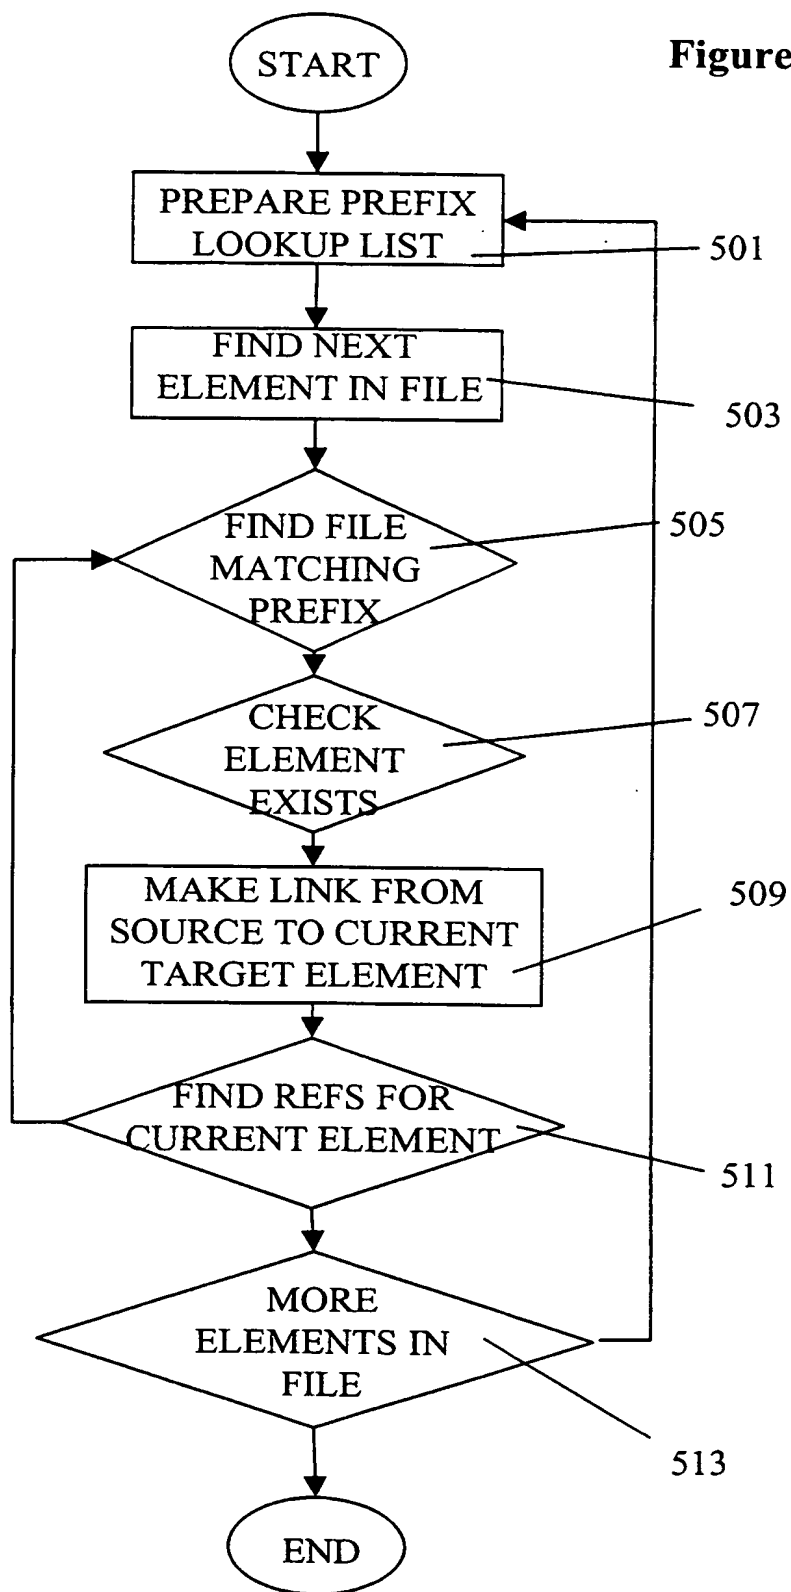 START
Figure
PREPARE PREFIX
LOOKUP LIST
501
FIND NEXT
ELEMENT IN FILE
503
FIND FILE
MATCHING
PREFIX
505
CHECK
ELEMENT
EXISTS
507
MAKE LINK FROM
SOURCE TO CURRENT
TARGET ELEMENT
509
FIND REFS FOR
CURRENT ELEMENT
511
MORE
ELEMENTS IN
FILE
513
END